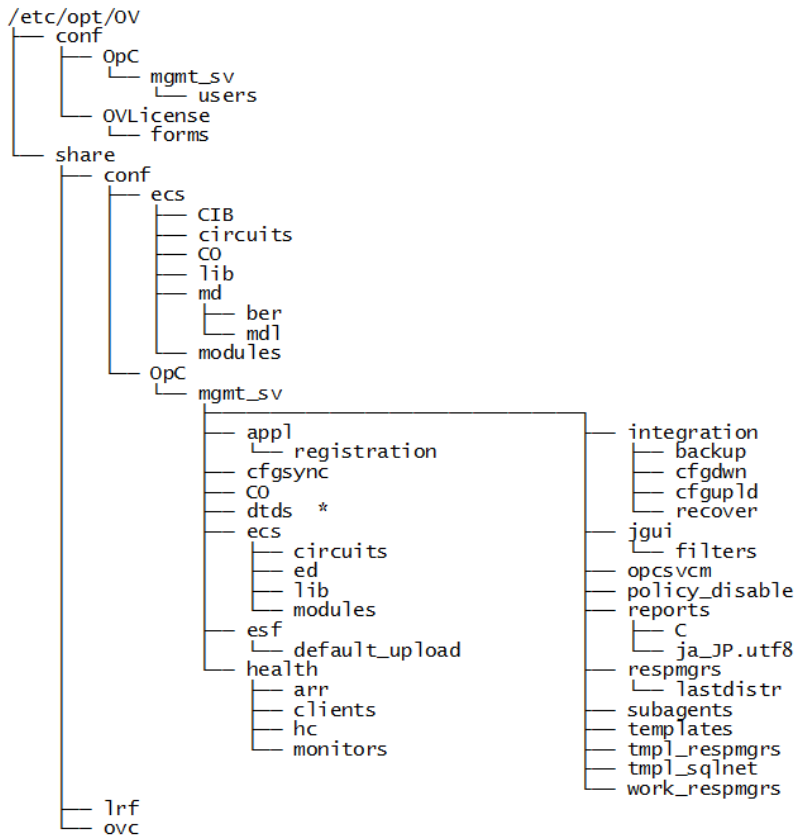 /etc/opt/OV
conf
OpC
mgmt_sv
users
OVLicense
forms
share
conf
ecs
CIB
circuits
CO
lib
md
ber
mdl
modules
OpC
mgmt_sv
appl
registration
cfgsync
CO
dtds *
ecs
circuits
ed
lib
modules
esf
default_upload
health
arr
clients
hc
monitors
integration
backup
cfgdwn
cfgupld
recover
jgui
filters
opcsvcm
policy_disable
reports
C
ja_JP.utf8
respmgrs
lastdistr
subagents
templates
tmpl_respmgrs
tmpl_sqlnet
work_respmgrs
lrf
ovc